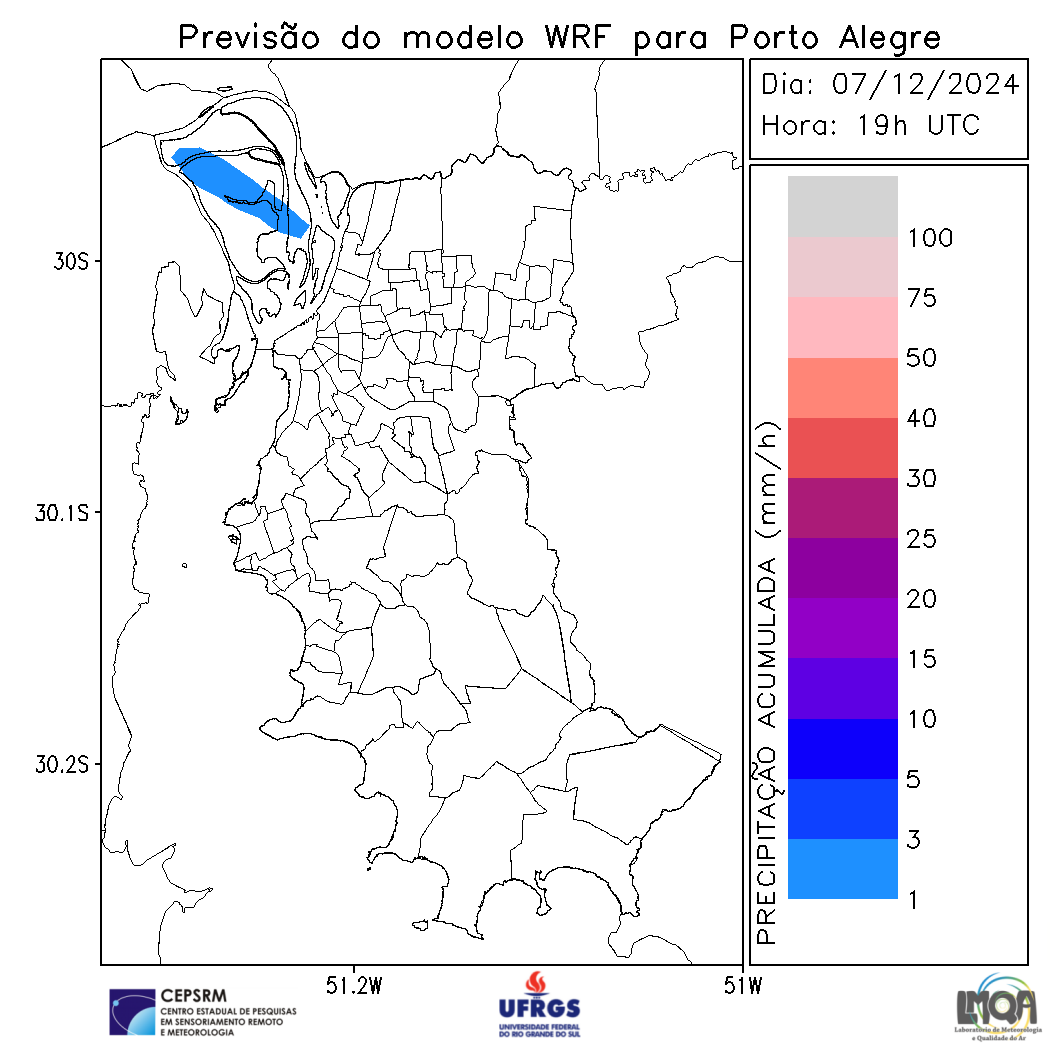 Previsão do modelo WRF para Porto Alegre
Dia: 07/12/2024
Hora: 19h UTC
30S
30.1S
30.2S
51.2W
51W
PRECIPITAÇÃO ACUMULADA (mm/h)
100
75
50
40
30
25
20
15
10
5
3
1
CEPSRM
CENTRO ESTADUAL DE PESQUISAS
EM SENSORIAMENTO REMOTO
E METEOROLOGIA
UFRGS
UNIVERSIDADE FEDERAL
DO RIO GRANDE DO SUL
LMQA
Laboratório de Meteorologia
e Qualidade do Ar